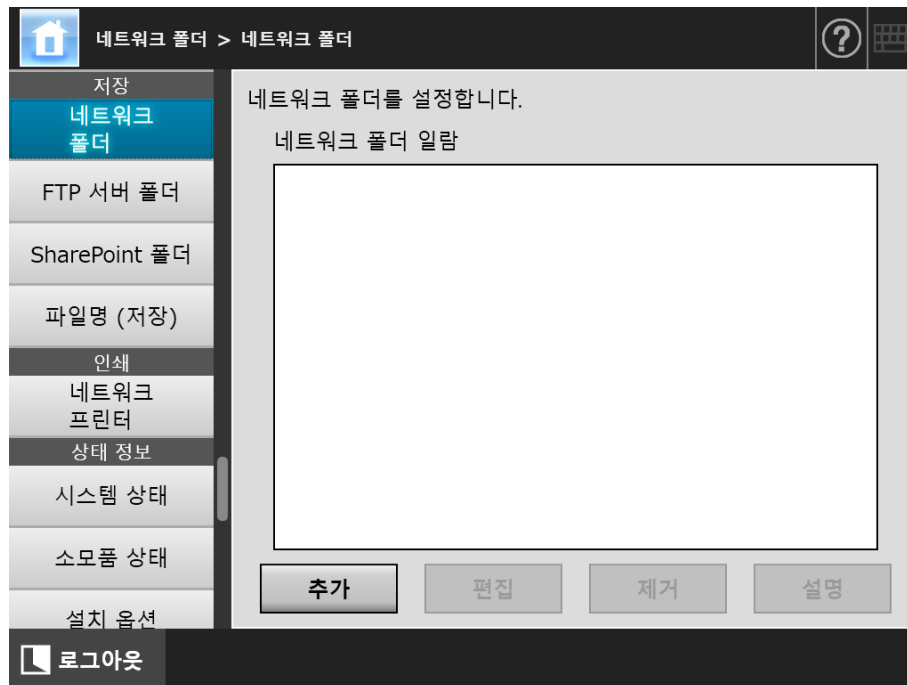 네트워크 폴더 > 네트워크 폴더
?
저장
네트워크
폴더
FTP 서버 폴더
SharePoint 폴더
파일명 (저장)
인쇄
네트워크
프린터
상태 정보
시스템 상태
소모품 상태
설치 옵션
네트워크 폴더를 설정합니다.
네트워크 폴더 일람
추가
편집
제거
설명
로그아웃